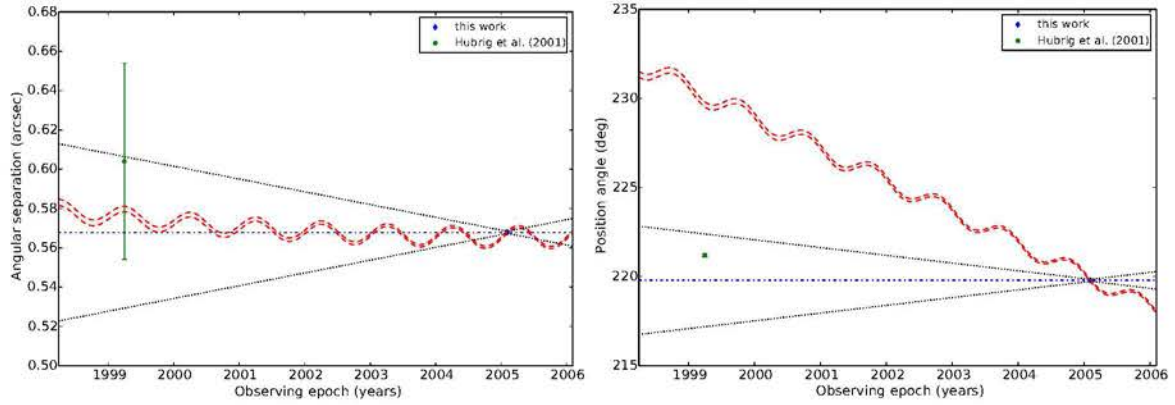 0.68
0.66
0.64
0.62
0.60
0.58
0.56
0.54
0.52
0.50
Angular separation (arcsec)
this work
Hubrig et al. (2001)
1999 2000 2001 2002 2003 2004 2005 2006
Observing epoch (years)
235
230
225
220
215
Position angle (deg)
this work
Hubrig et al. (2001)
1999 2000 2001 2002 2003 2004 2005 2006
Observing epoch (years)